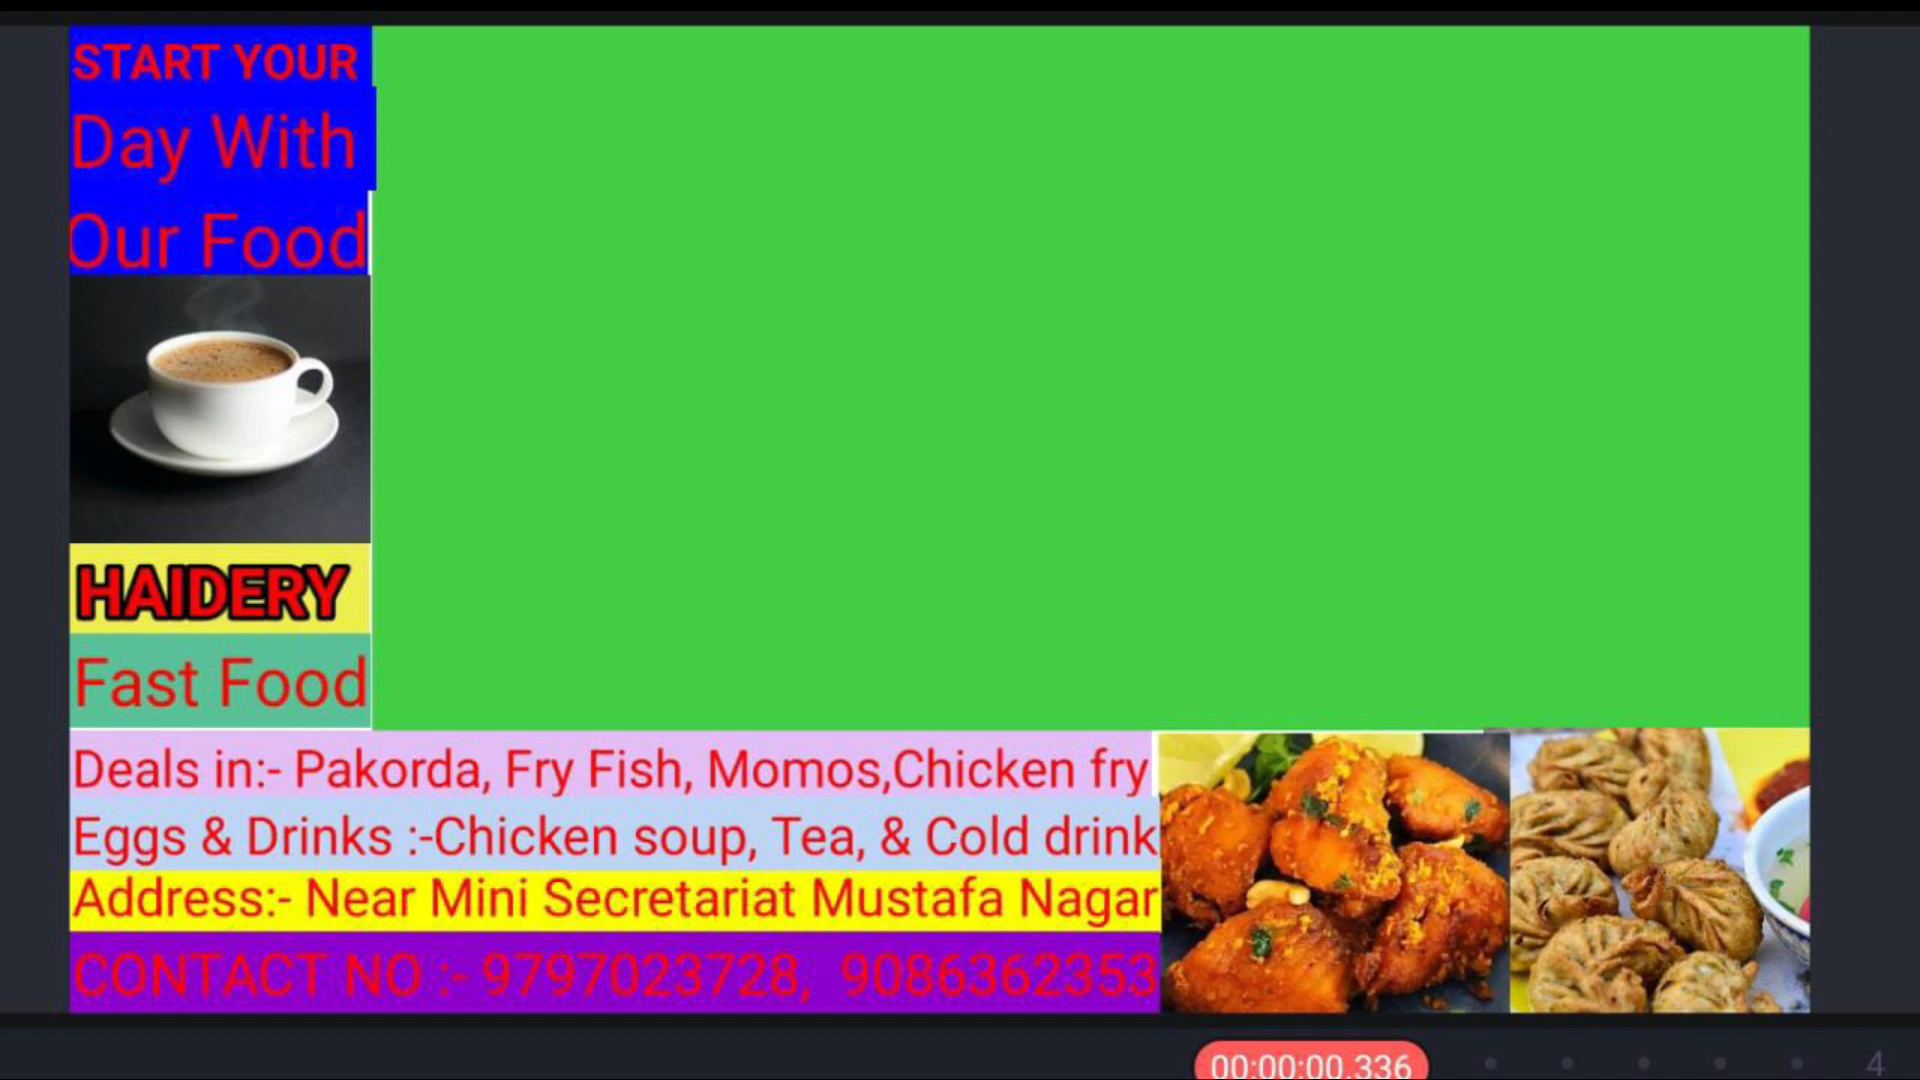 START YOUR
Day With
Our Food
HAIDERY
Fast Food
Deals in:- Pakorda, Fry Fish, Momos,Chicken fry
Eggs & Drinks :-Chicken soup, Tea, & Cold drink
Address:- Near Mini Secretariat Mustafa Nagar
CONTACT NO :- 9797023728, 9086362353
00:00:00.336
4